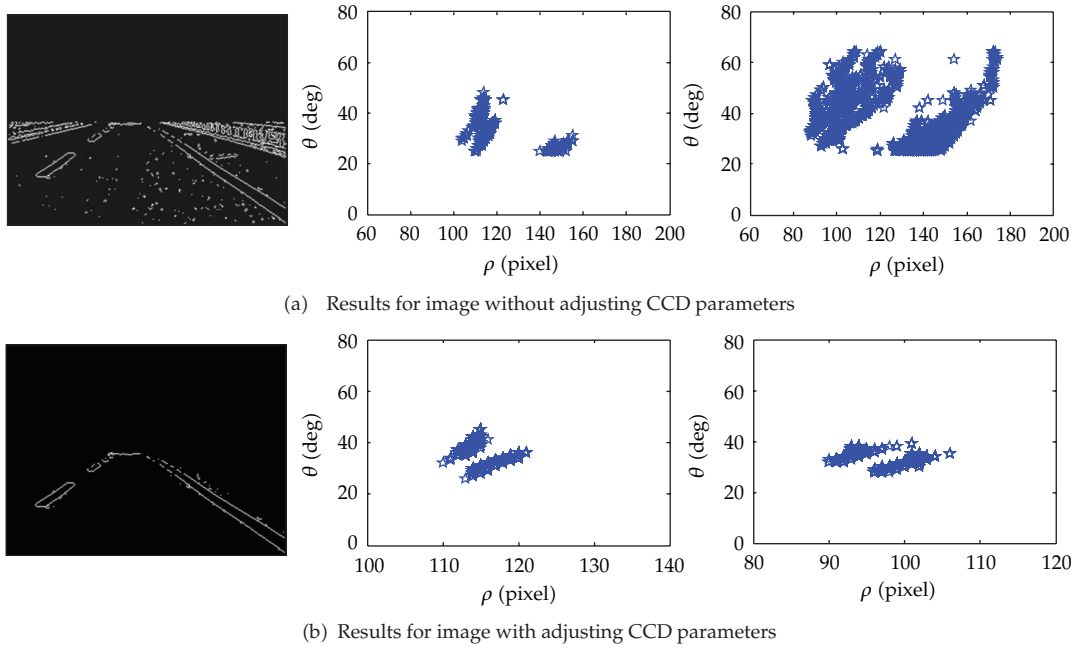 80
60
40
20
0
θ (deg)
60 80 100 120 140 160 180 200
ρ (pixel)
80
60
40
20
0
θ (deg)
60 80 100 120 140 160 180 200
ρ (pixel)
(a) Results for image without adjusting CCD parameters
80
60
40
20
0
θ (deg)
100 110 120 130 140
ρ (pixel)
80
60
40
20
0
θ (deg)
80 90 100 110 120
ρ (pixel)
(b) Results for image with adjusting CCD parameters